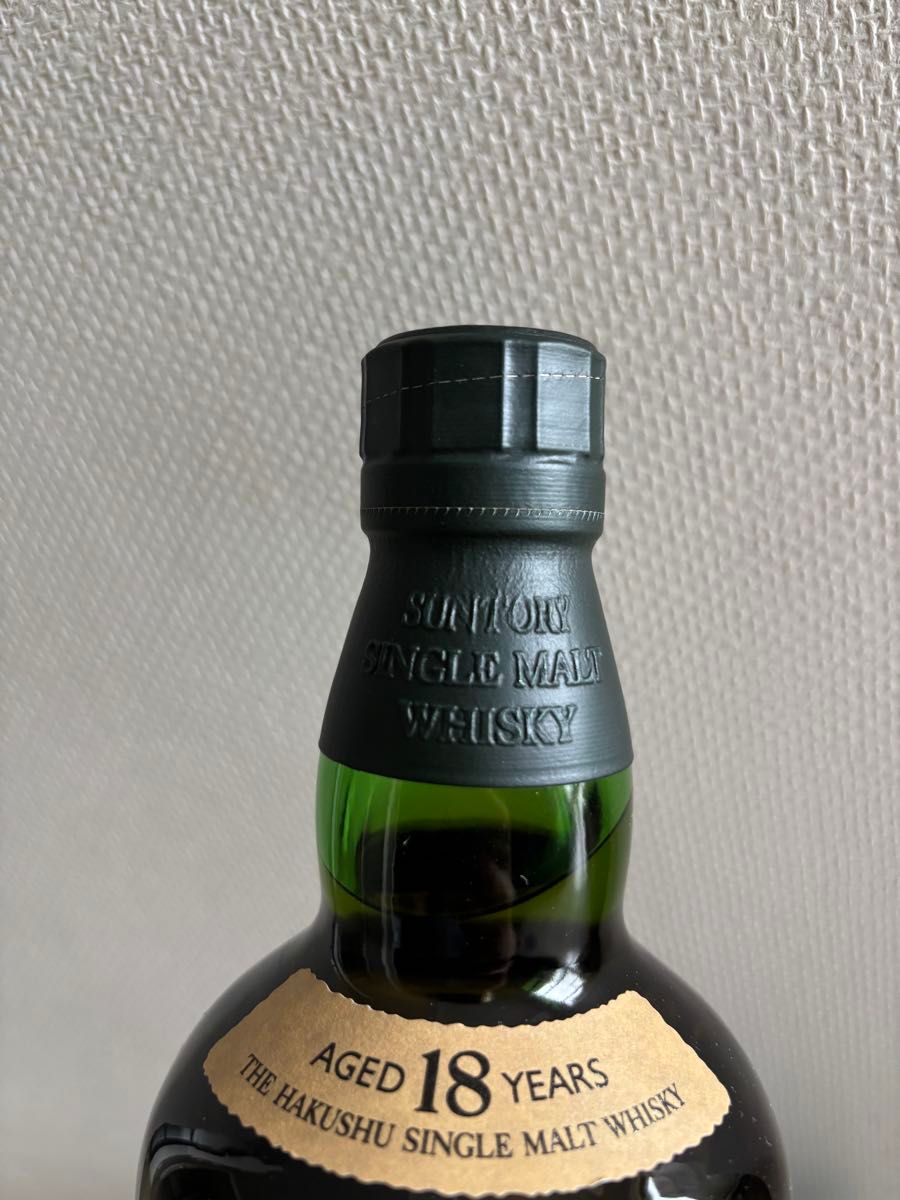 SUNTORY
SINGLE MALT
WHISKY
AGED 18 YEARS
THE HAKUSHU SINGLE MALT WHISKY